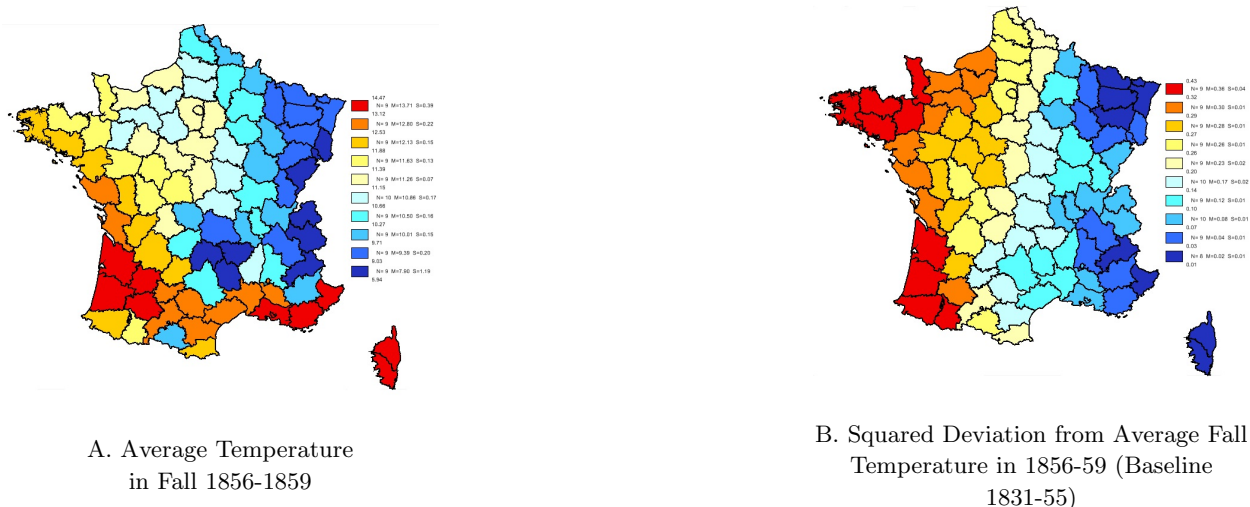 14.47
N= 9 M=13.71 S=0.39
13.12
N= 9 M=12.80 S=0.22
12.53
N= 9 M=12.13 S=0.15
11.88
N= 9 M=11.63 S=0.13
11.39
N= 9 M=11.26 S=0.07
11.15
N= 10 M=10.86 S=0.17
10.66
N= 9 M=10.50 S=0.16
10.27
N= 9 M=10.01 S=0.15
9.71
N= 9 M=9.39 S=0.20
9.03
N= 9 M=7.90 S=1.19
0.43
N= 9 M=0.36 S=0.04
0.32
N= 9 M=0.30 S=0.01
0.29
N= 9 M=0.28 S=0.01
0.27
N= 9 M=0.26 S=0.01
0.26
N= 9 M=0.23 S=0.02
0.20
N= 10 M=0.17 S=0.02
0.14
N= 9 M=0.12 S=0.01
0.10
N= 10 M=0.08 S=0.01
0.07
N= 9 M=0.04 S=0.01
0.03
N= 8 M=0.02 S=0.01
0.01
A. Average Temperature
in Fall 1856-1859
B. Squared Deviation from Average Fall
Temperature in 1856-59 (Baseline
1831-55)